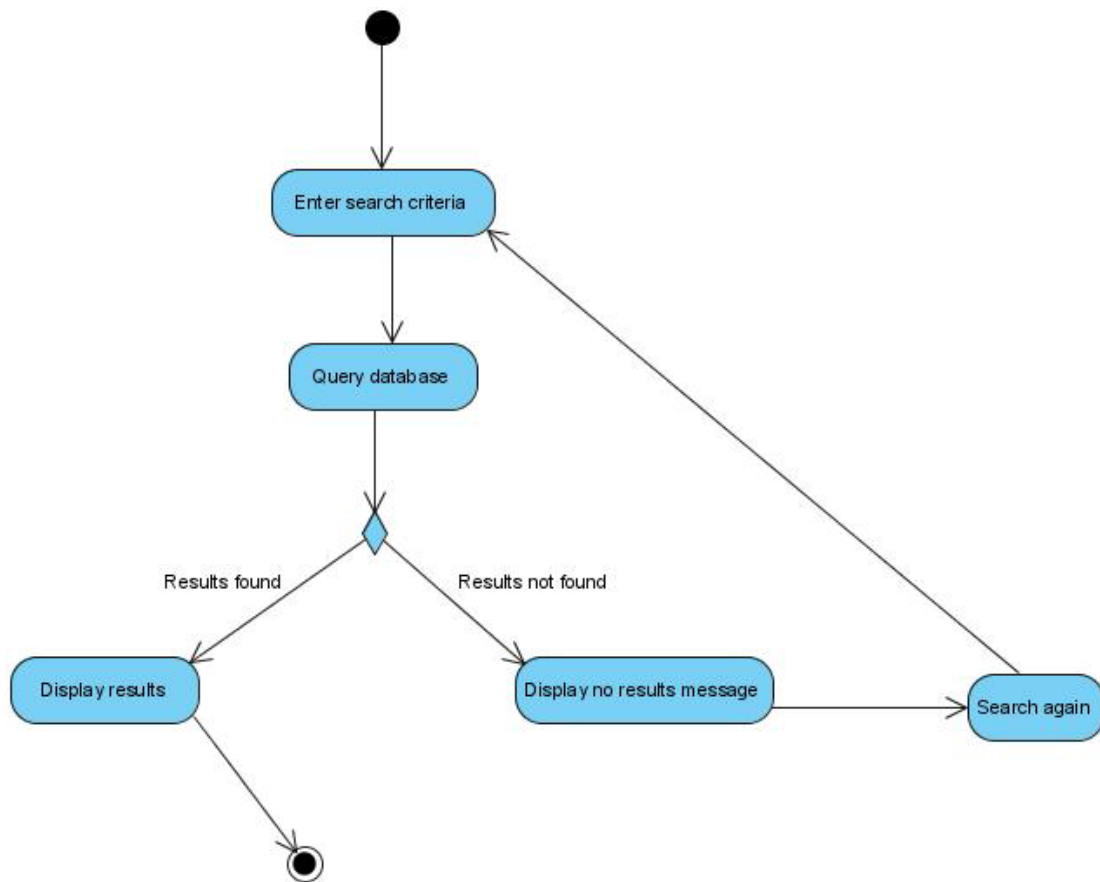 Enter search criteria
Query database
Results found
Results not found
Display results
Display no results message
Search again